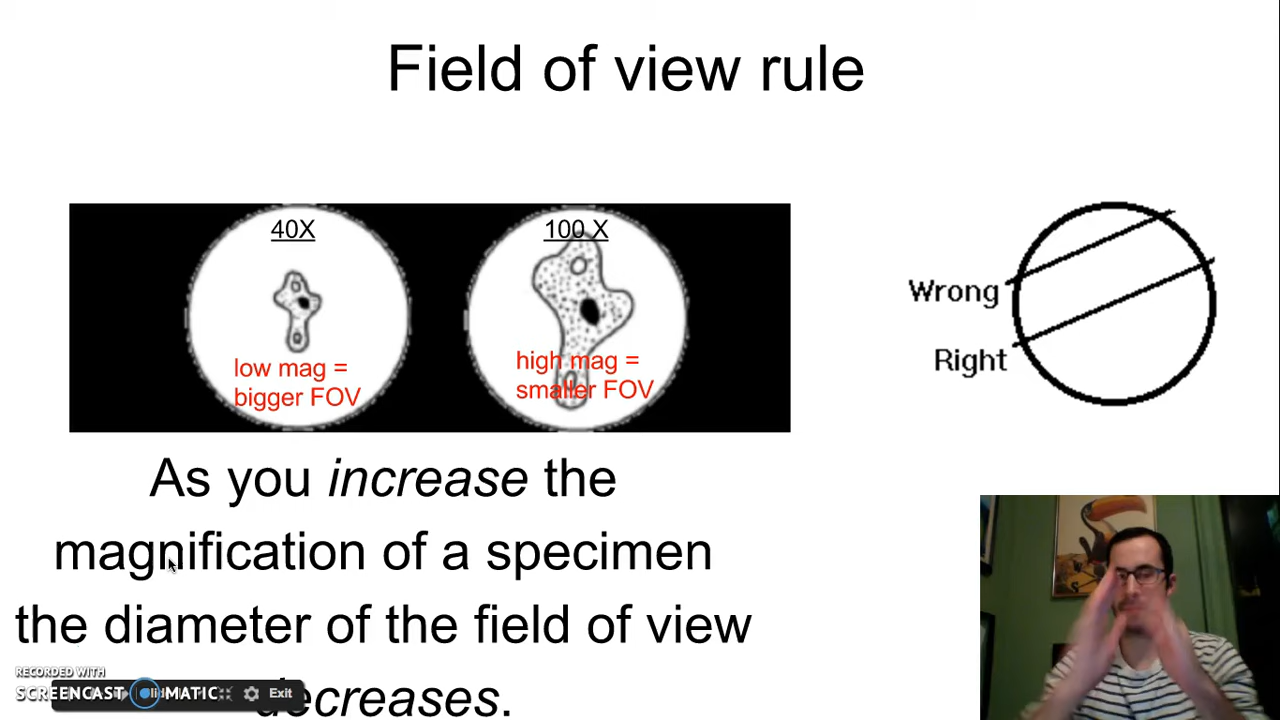 Field of view rule
40X
100 X
low mag =
bigger FOV
high mag =
smaller FOV
Wrong
Right
As you increase the
magnification of a specimen
the diameter of the field of view
decreases.
RECORDED WITH
SCREENCAST MATIC
Exit